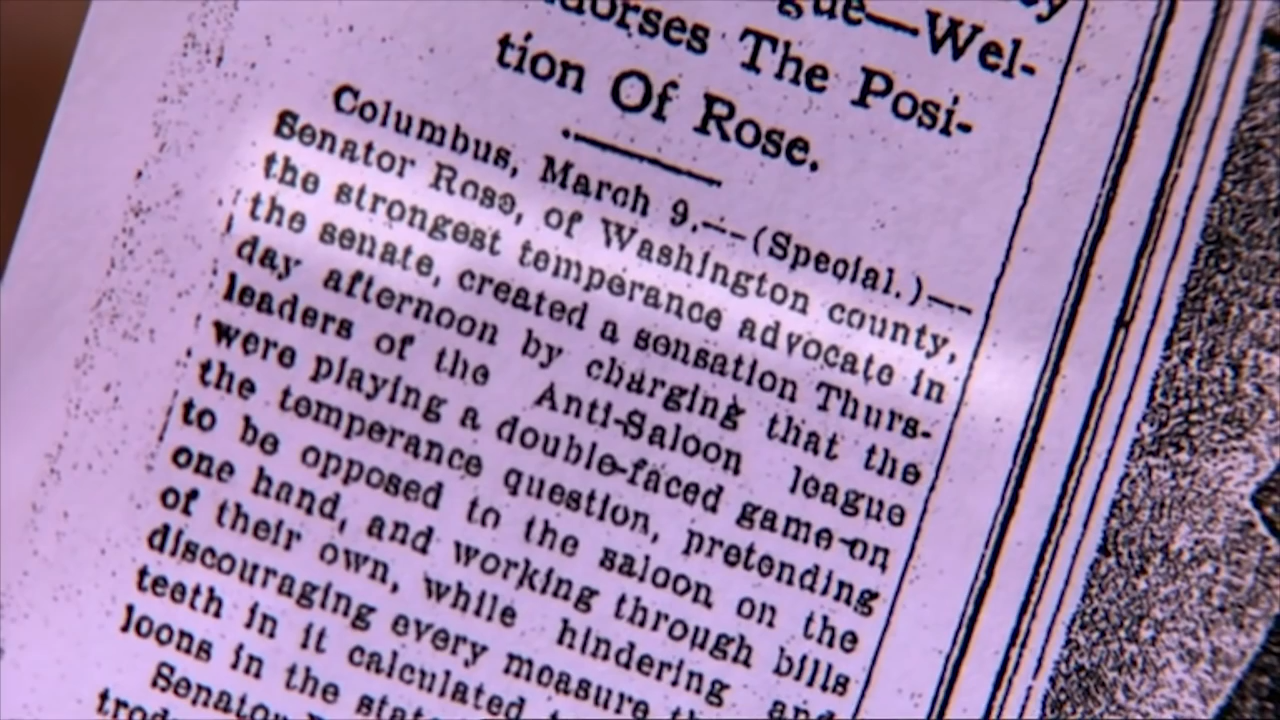 gue—Wel-
dorses The Posi-
tion Of Rose.
Columbus, March 9.—-(Special.)—-
Senator Rose, of Washington county,
the strongest temperance advocate in
the senate, created a sensation Thurs-
day afternoon by charging that the
leaders of the Anti-Saloon league
were playing a double-faced game on
the temperance question, pretending
to be opposed to the saloon on the
one hand, and working through bills
of their own, while hindering and
discouraging every measure
teeth in it calculated
loons in the state
Senator